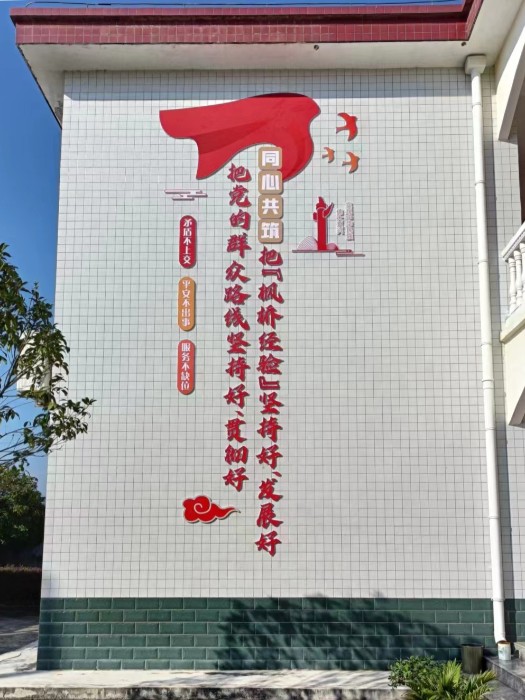 同心共筑
把『枫桥经验』坚持好、发展好
把党的群众路线坚持好、贯彻好
矛盾不上交
平安不出事
服务不缺位